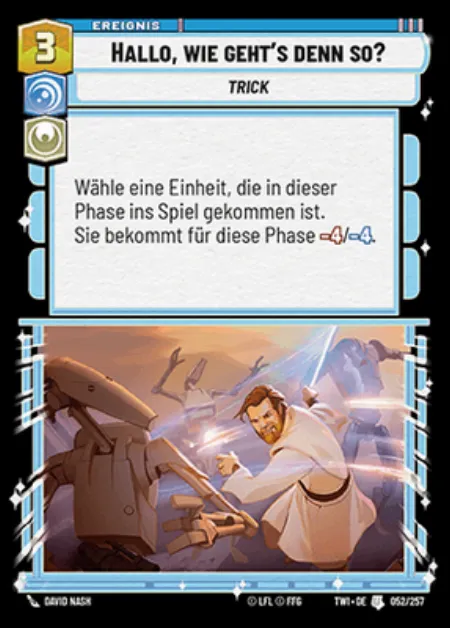 EREIGNIS
3
HALLO, WIE GEHT'S DENN SO?
TRICK
Wähle eine Einheit, die in dieser
Phase ins Spiel gekommen ist.
Sie bekommt für diese Phase -4/-4.
DAVID NASH
© LFL © FFG
TWI • DE
052/257